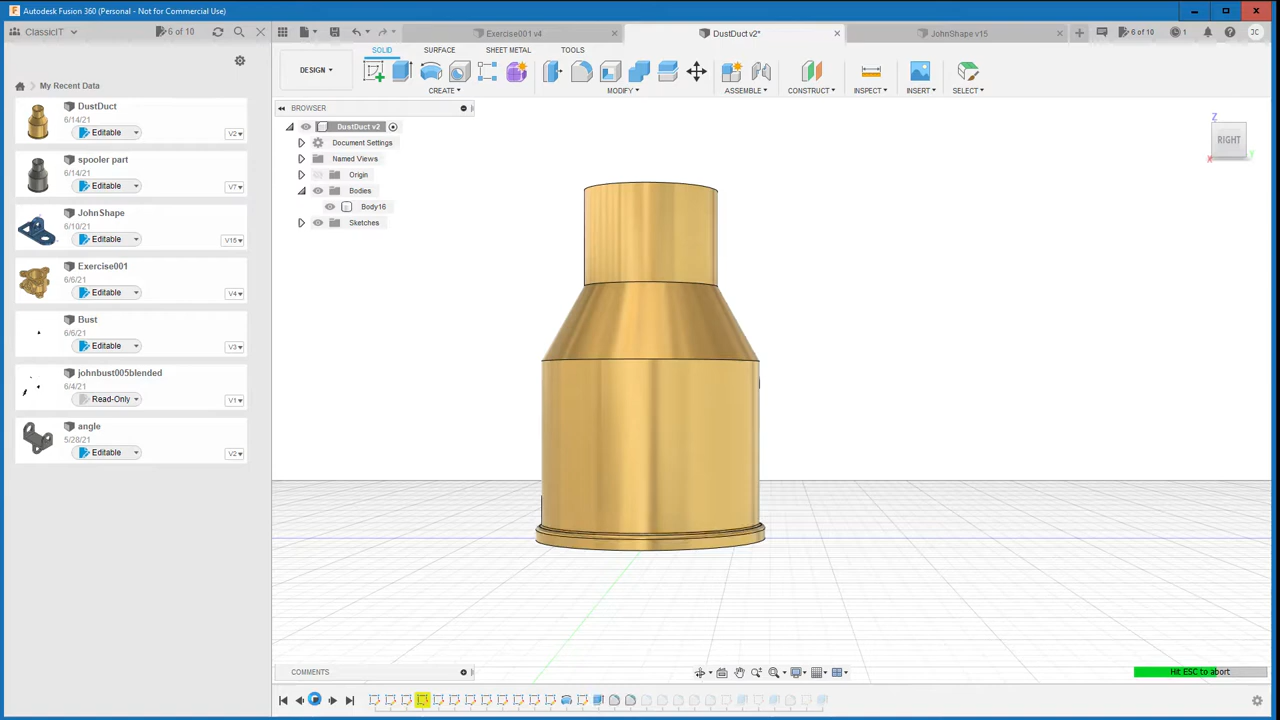 Autodesk Fusion 360 (Personal - Not for Commercial Use)
ClassicIT
6 of 10
Exercise001 v4
DustDuct v2*
JohnShape v15
6 of 10
1
JC
My Recent Data
DustDuct
6/14/21
Editable
V2
spooler part
6/14/21
Editable
V7
JohnShape
6/10/21
Editable
V15
Exercise001
6/6/21
Editable
V4
Bust
6/6/21
Editable
V3
johnbust005blended
6/4/21
Read-Only
V1
angle
5/28/21
Editable
V2
DESIGN
SOLID
SURFACE
SHEET METAL
TOOLS
CREATE
MODIFY
ASSEMBLE
CONSTRUCT
INSPECT
INSERT
SELECT
BROWSER
DustDuct v2
Document Settings
Named Views
Origin
Bodies
Body16
Sketches
Z
RIGHT
X
Y
COMMENTS
Hit ESC to abort